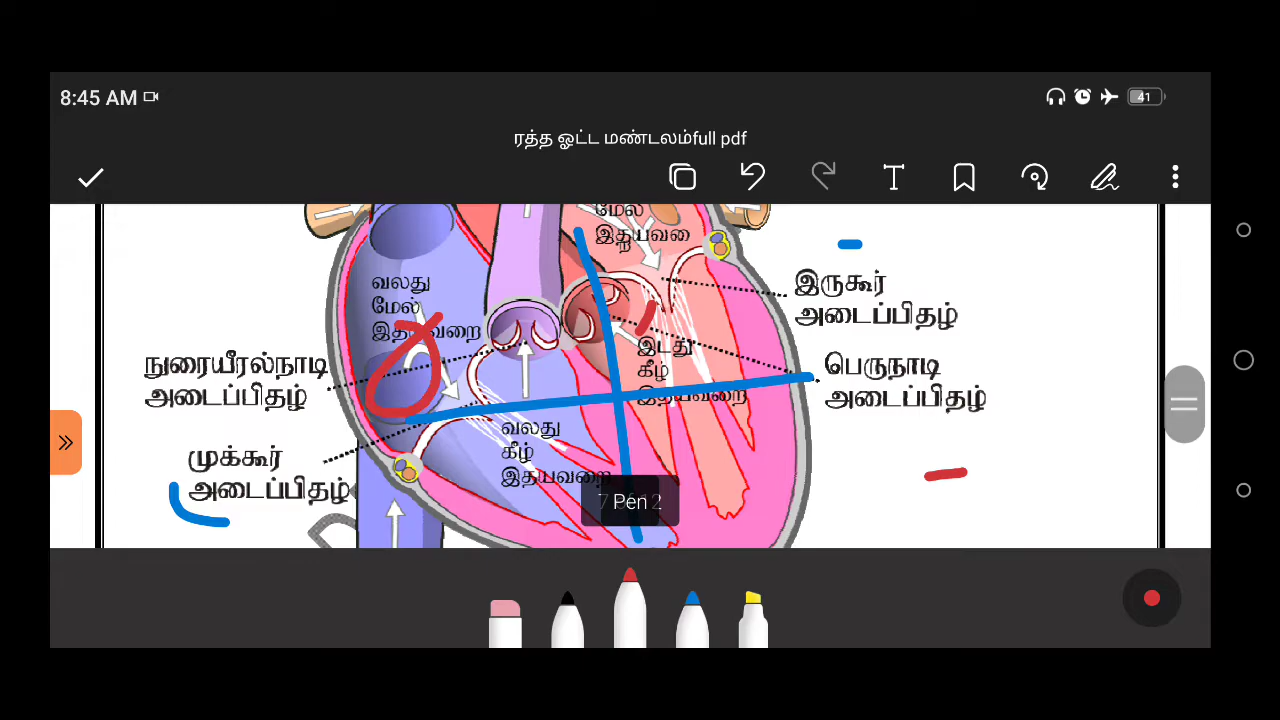 8:45 AM
41
ரத்த ஓட்ட மண்டலம்full pdf
மேல்
இதயவறை
வலது
மேல்
இதயவறை
இருகூர்
அடைப்பிதழ்
நுரையீரல்நாடி
அடைப்பிதழ்
இடது
கீழ்
இதயவறை
பெருநாடி
அடைப்பிதழ்
வலது
கீழ்
இதயவறை
முக்கூர்
அடைப்பிதழ்
Pen 2